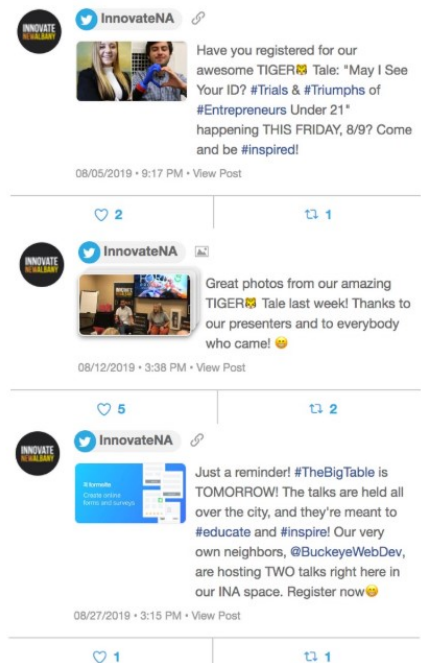 INNOVATE
NEW ALBANY
InnovateNA
Have you registered for our
awesome TIGER🐯 Tale: "May I See
Your ID? #Trials & #Triumphs of
#Entrepreneurs Under 21"
happening THIS FRIDAY, 8/9? Come
and be #inspired!
08/05/2019 • 9:17 PM • View Post
2
1
INNOVATE
NEW ALBANY
InnovateNA
Great photos from our amazing
TIGER🐯 Tale last week! Thanks to
our presenters and to everybody
who came! 😄
08/12/2019 • 3:38 PM • View Post
5
2
INNOVATE
NEW ALBANY
InnovateNA
formsite
Create online
forms and surveys
Just a reminder! #TheBigTable is
TOMORROW! The talks are held all
over the city, and they're meant to
#educate and #inspire! Our very
own neighbors, @BuckeyeWebDev,
are hosting TWO talks right here in
our INA space. Register now😄
08/27/2019 • 3:15 PM • View Post
1
1